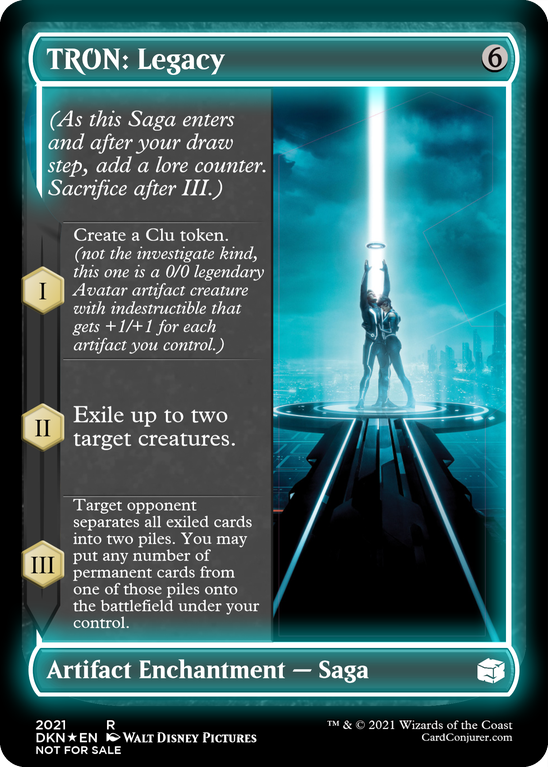 TRON: Legacy
6
(As this Saga enters
and after your draw
step, add a lore counter.
Sacrifice after III.)
I
Create a Clu token.
(not the investigate kind,
this one is a 0/0 legendary
Avatar artifact creature
with indestructible that
gets +1/+1 for each
artifact you control.)
II
Exile up to two
target creatures.
III
Target opponent
separates all exiled cards
into two piles. You may
put any number of
permanent cards from
one of those piles onto
the battlefield under your
control.
Artifact Enchantment — Saga
2021 R
DKN★EN Walt Disney Pictures
NOT FOR SALE
™ & © 2021 Wizards of the Coast
CardConjurer.com